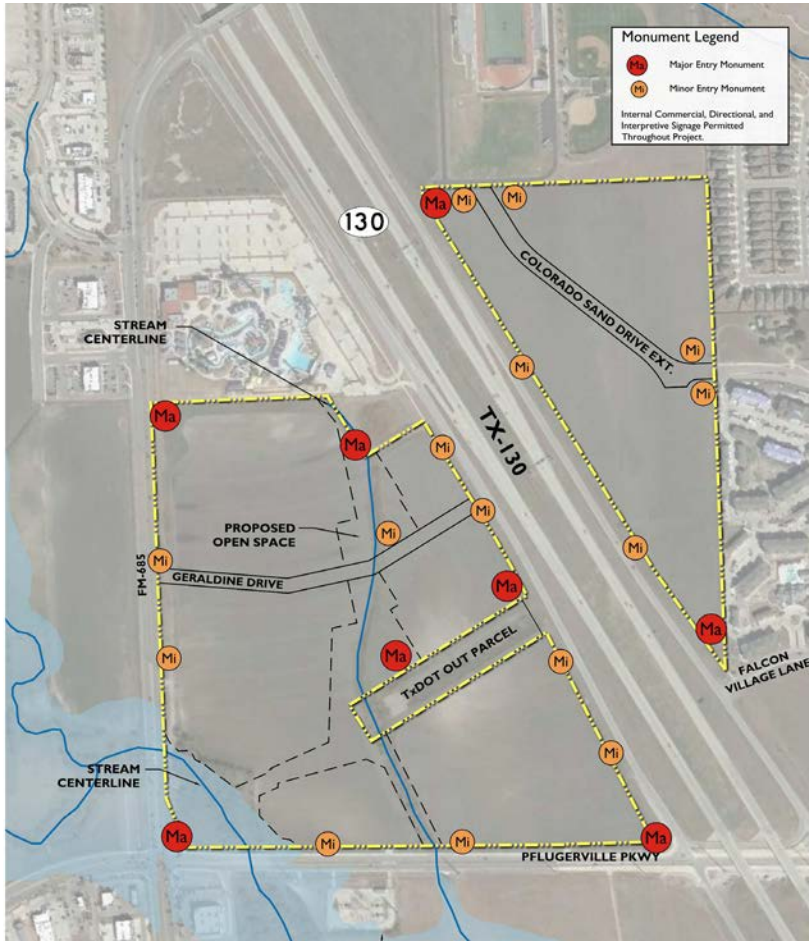 Monument Legend
Ma Major Entry Monument
Mi Minor Entry Monument
Internal Commercial, Directional, and
Interpretive Signage Permitted
Throughout Project.
130
Ma
Mi
Mi
COLORADO SAND DRIVE EXT.
STREAM
CENTERLINE
Mi
Mi
Mi
TX-130
Ma
Ma
Mi
Mi
PROPOSED
OPEN SPACE
Mi
Mi
FM-685
Mi
GERALDINE DRIVE
Ma
Ma
Ma
Mi
TxDOT OUT PARCEL
Mi
FALCON
VILLAGE LANE
Mi
STREAM
CENTERLINE
Ma
Mi
Mi
Ma
PFLUGERVILLE PKWY